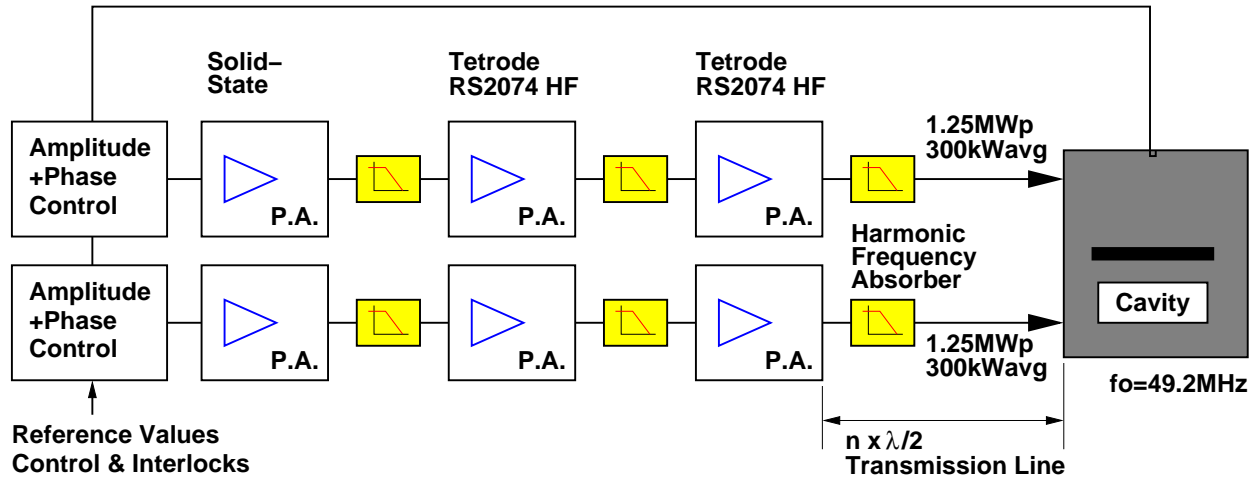 Solid–
State
Tetrode
RS2074 HF
Tetrode
RS2074 HF
Amplitude
+Phase
Control
P.A.
P.A.
P.A.
1.25MWp
300kWavg
Harmonic
Frequency
Absorber
Amplitude
+Phase
Control
P.A.
P.A.
P.A.
1.25MWp
300kWavg
Cavity
fo=49.2MHz
Reference Values
Control & Interlocks
n x λ/2
Transmission Line